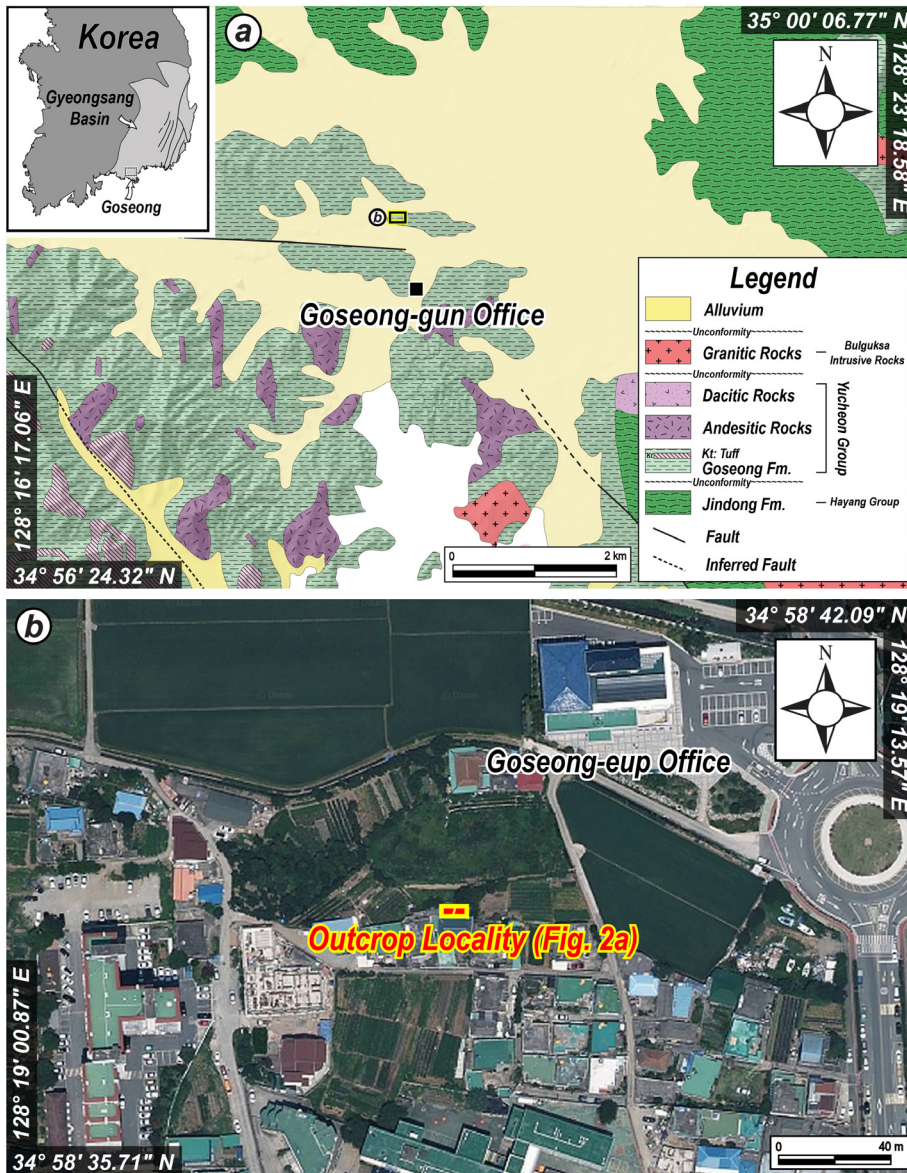 Korea
Gyeongsang
Basin
Goseong
a
35° 00' 06.77" N
128° 23' 18.58" E
N
b
Goseong-gun Office
128° 16' 17.06" E
34° 56' 24.32" N
0 2 km
Legend
Alluvium
Unconformity
Granitic Rocks
Bulguksa
Intrusive Rocks
Unconformity
Dacitic Rocks
Andesitic Rocks
Kt Kt: Tuff
Goseong Fm.
Yucheon Group
Unconformity
Jindong Fm.
Hayang Group
Fault
Inferred Fault
b
34° 58' 42.09" N
128° 19' 13.57" E
N
Goseong-eup Office
Outcrop Locality (Fig. 2a)
128° 19' 00.87" E
34° 58' 35.71" N
0 40 m